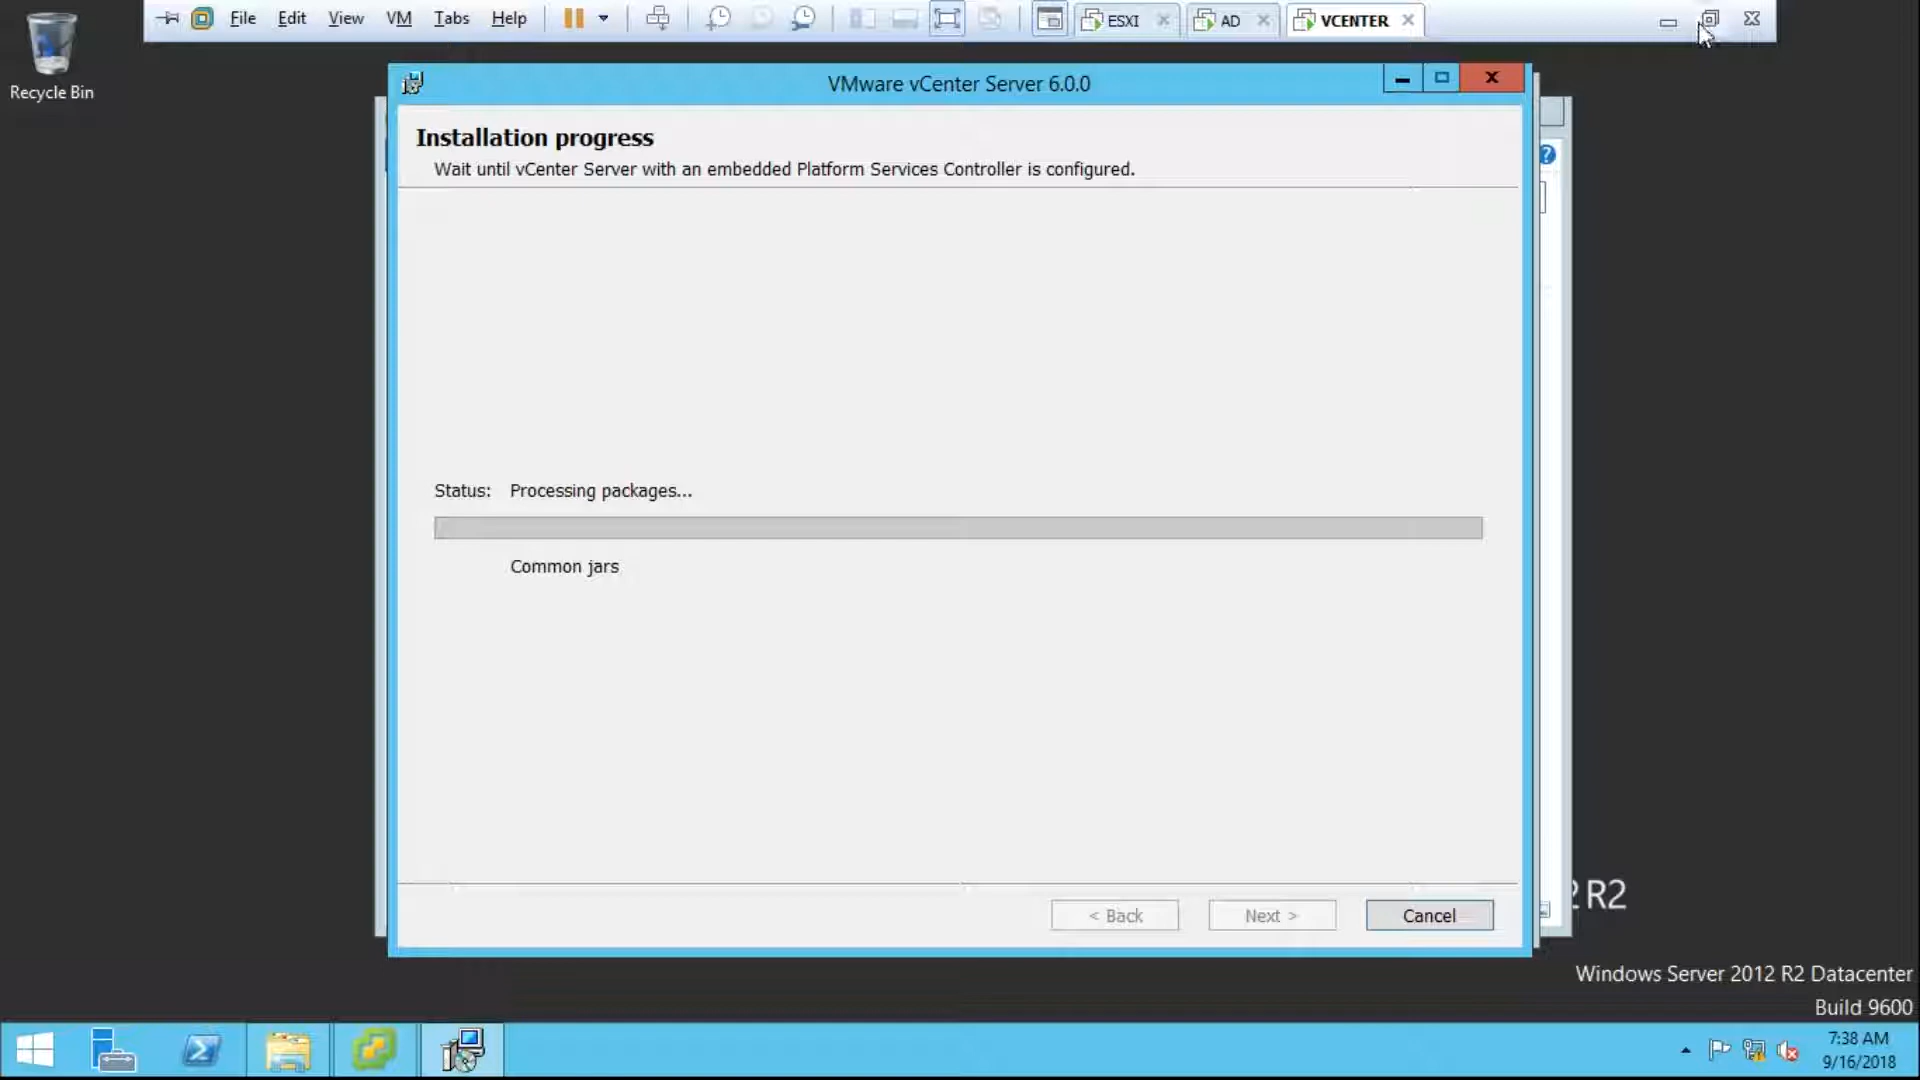 File Edit View VM Tabs Help ESXI AD VCENTER
Recycle Bin
VMware vCenter Server 6.0.0
Installation progress
Wait until vCenter Server with an embedded Platform Services Controller is configured.
Status: Processing packages...
Common jars
< Back Next > Cancel
2 R2
Windows Server 2012 R2 Datacenter
Build 9600
7:38 AM
9/16/2018